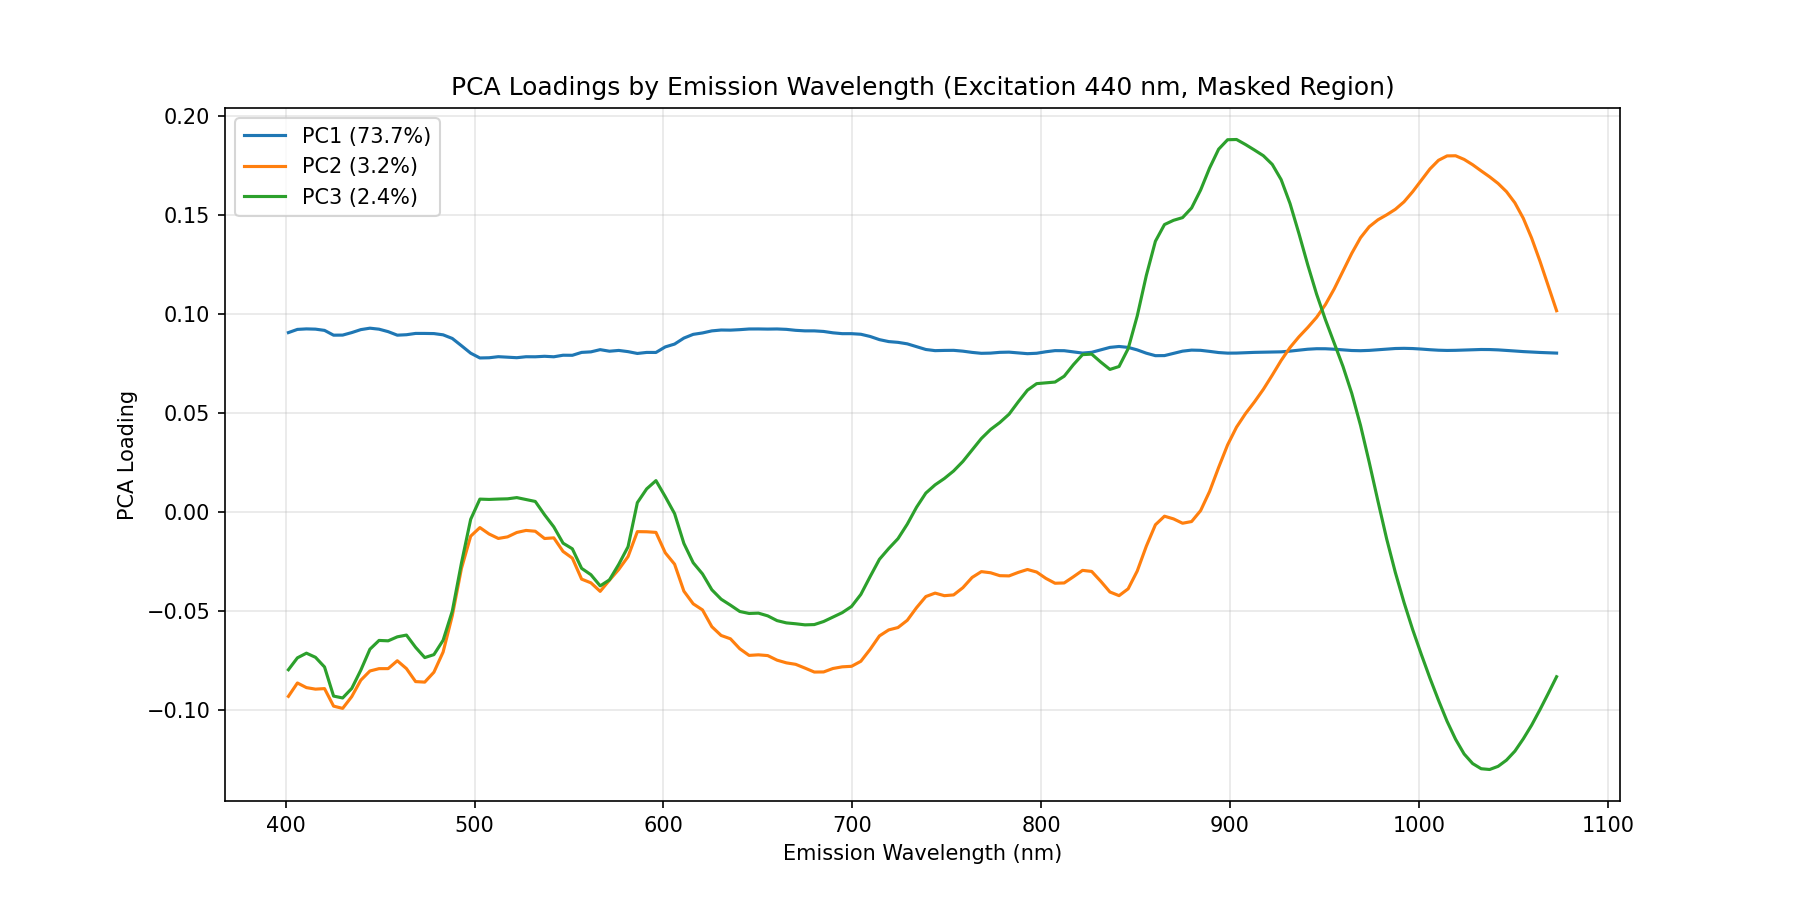 PCA Loadings by Emission Wavelength (Excitation 440 nm, Masked Region)
PC1 (73.7%)
PC2 (3.2%)
PC3 (2.4%)
PCA Loading
0.20
0.15
0.10
0.05
0.00
−0.05
−0.10
400 500 600 700 800 900 1000 1100
Emission Wavelength (nm)